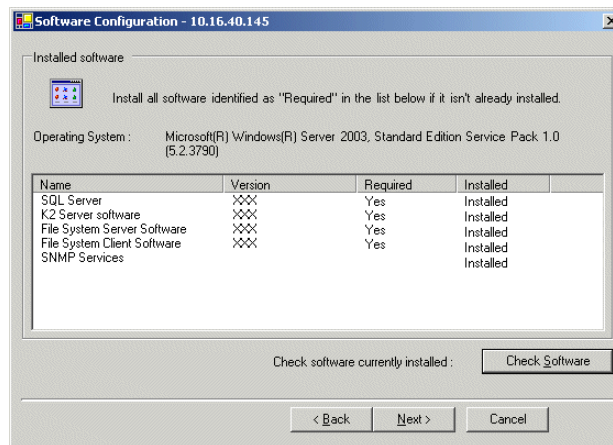 Software Configuration - 10.16.40.145
Installed software
Install all software identified as "Required" in the list below if it isn't already installed.
Operating System : Microsoft(R) Windows(R) Server 2003, Standard Edition Service Pack 1.0
(5.2.3790)
Name Version Required Installed
SQL Server XXX Yes Installed
K2 Server software XXX Yes Installed
File System Server Software XXX Yes Installed
File System Client Software XXX Yes Installed
SNMP Services Installed
Check software currently installed : Check Software
< Back Next > Cancel